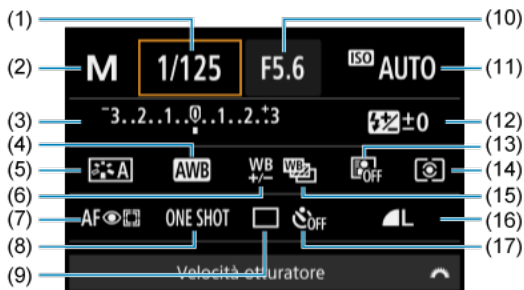 (1) (10)
(2) M 1/125 F5.6 ISO AUTO (11)
(3) -3..2..1..0..1..2..+3 ±0 (12)
(4) (13)
(5) A AWB WB +/- WB OFF (14)
(6) (15)
(7) AF ONE SHOT OFF L (16)
(8) (17)
(9) Velocità otturatore